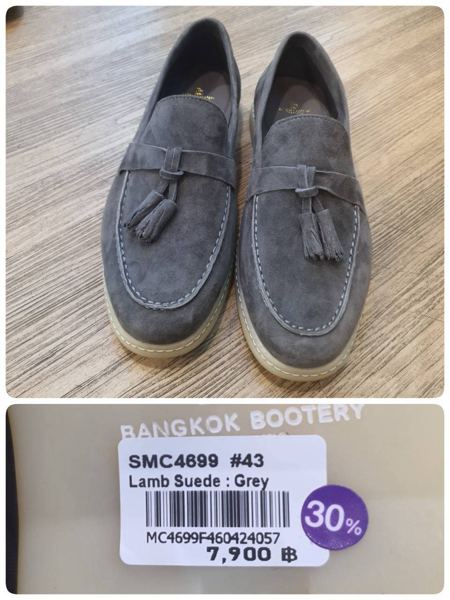 BANGKOK BOOTERY
SMC4699 #43
Lamb Suede : Grey
MC4699F460424057
7,900 ฿
30%